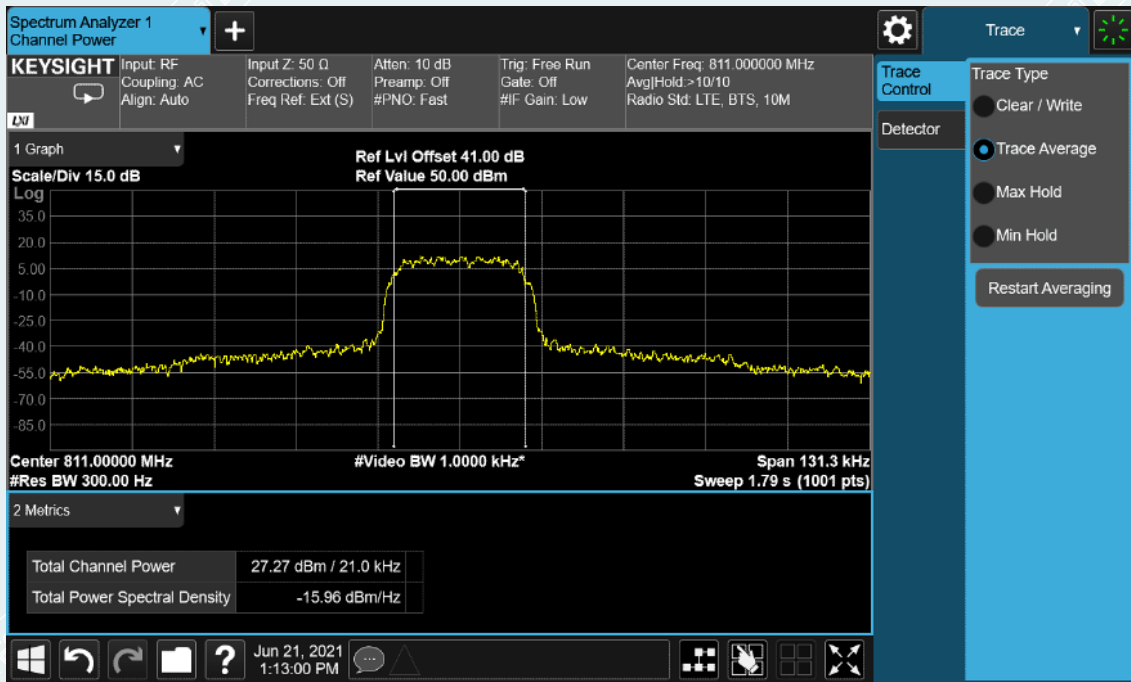 Spectrum Analyzer 1
Channel Power
+
Trace
KEYSIGHT
LXI
Input: RF
Coupling: AC
Align: Auto
Input Z: 50 Ω
Corrections: Off
Freq Ref: Ext (S)
Atten: 10 dB
Preamp: Off
#PNO: Fast
Trig: Free Run
Gate: Off
#IF Gain: Low
Center Freq: 811.000000 MHz
Avg|Hold:>10/10
Radio Std: LTE, BTS, 10M
Trace
Control
Detector
Trace Type
Clear / Write
Trace Average
Max Hold
Min Hold
Restart Averaging
1 Graph
Scale/Div 15.0 dB
Ref Lvl Offset 41.00 dB
Ref Value 50.00 dBm
Log
35.0
20.0
5.00
-10.0
-25.0
-40.0
-55.0
-70.0
-85.0
Center 811.00000 MHz
#Res BW 300.00 Hz
#Video BW 1.0000 kHz*
Span 131.3 kHz
Sweep 1.79 s (1001 pts)
2 Metrics
Total Channel Power 27.27 dBm / 21.0 kHz
Total Power Spectral Density -15.96 dBm/Hz
?
Jun 21, 2021
1:13:00 PM